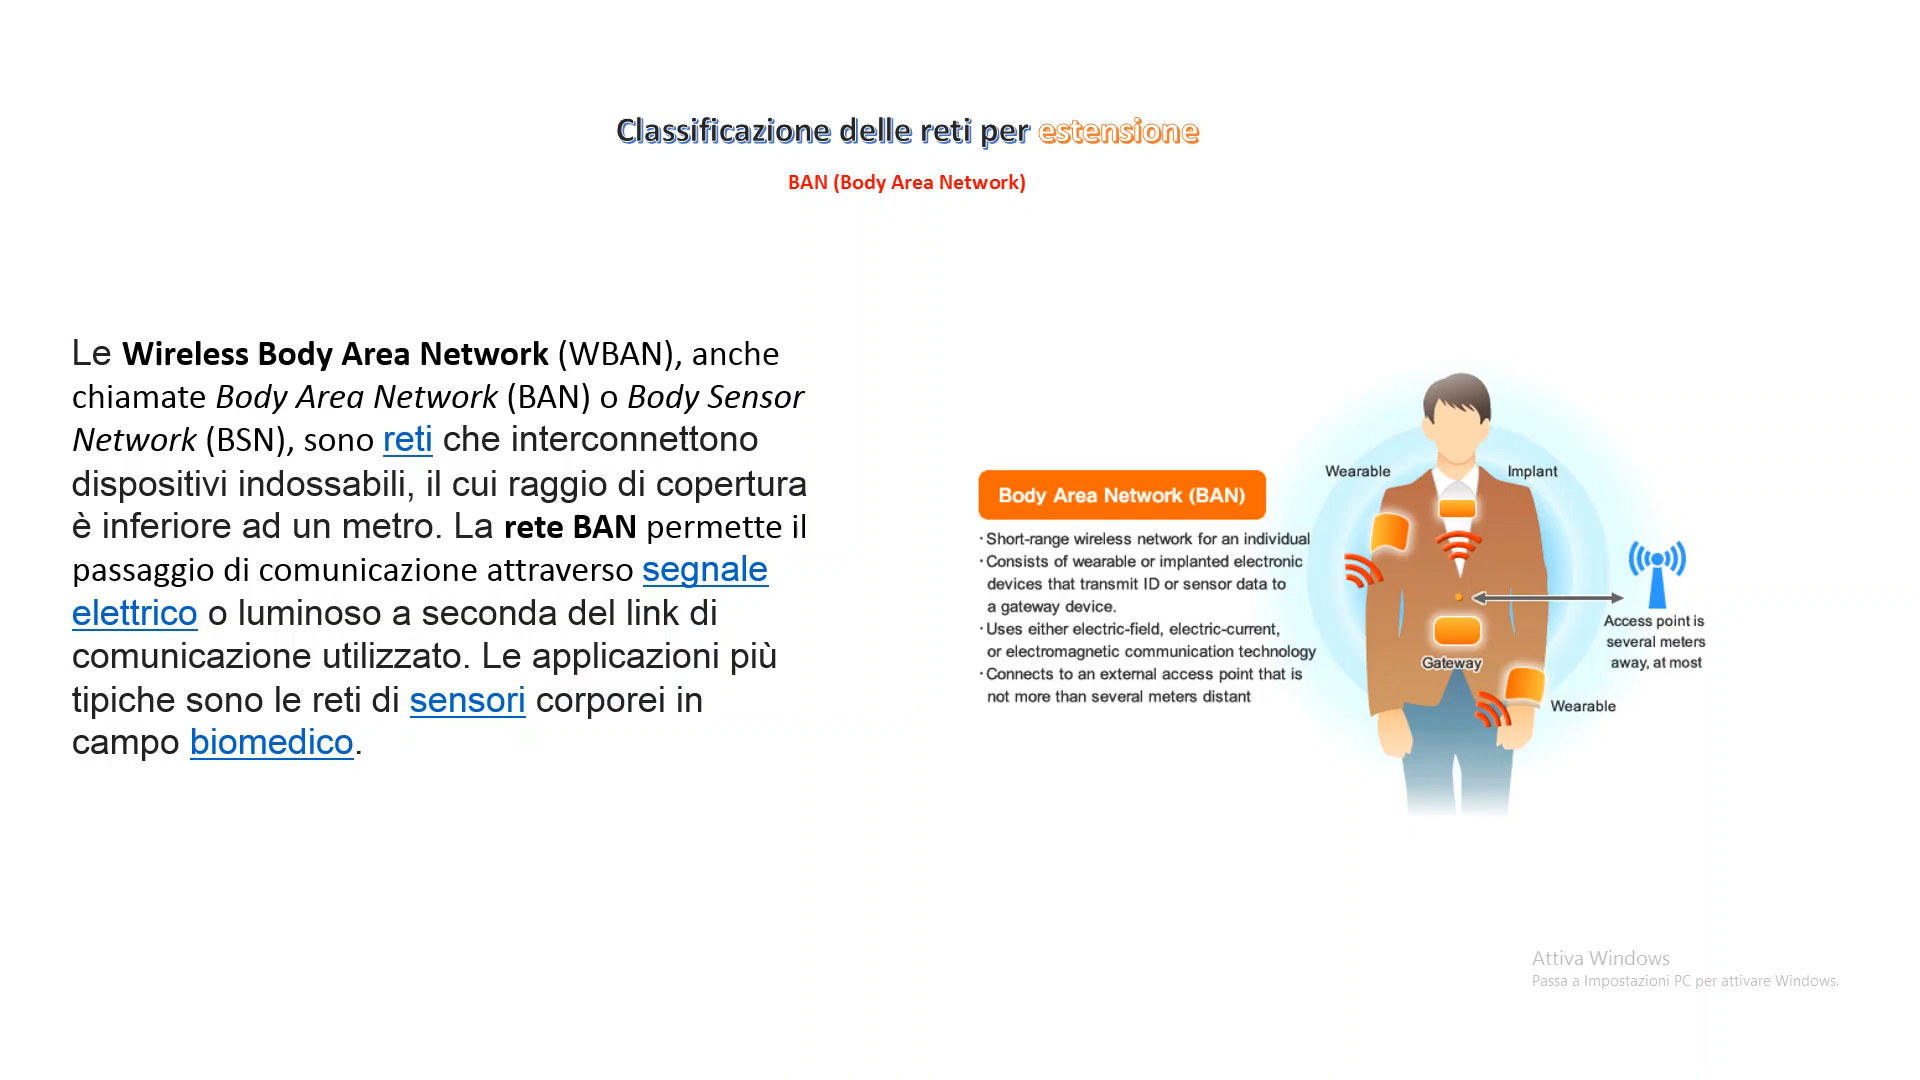 Classificazione delle reti per estensione
BAN (Body Area Network)
Le Wireless Body Area Network (WBAN), anche
chiamate Body Area Network (BAN) o Body Sensor
Network (BSN), sono reti che interconnettono
dispositivi indossabili, il cui raggio di copertura
è inferiore ad un metro. La rete BAN permette il
passaggio di comunicazione attraverso segnale
elettrico o luminoso a seconda del link di
comunicazione utilizzato. Le applicazioni più
tipiche sono le reti di sensori corporei in
campo biomedico.
Body Area Network (BAN)
· Short-range wireless network for an individual
· Consists of wearable or implanted electronic
devices that transmit ID or sensor data to
a gateway device.
· Uses either electric-field, electric-current,
or electromagnetic communication technology
· Connects to an external access point that is
not more than several meters distant
Wearable
Implant
Gateway
Wearable
Access point is
several meters
away, at most
Attiva Windows
Passa a Impostazioni PC per attivare Windows.